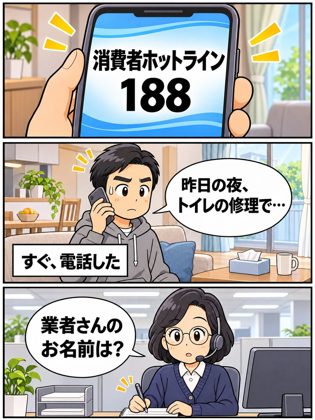 消費者ホットライン
188
昨日の夜、
トイレの修理で…
すぐ、電話した
業者さんの
お名前は?